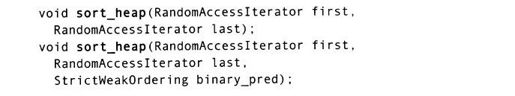 void sort_heap(RandomAccessIterator first,
RandomAccessIterator last);
void sort_heap(RandomAccessIterator first,
RandomAccessIterator last,
StrictWeakOrdering binary_pred);